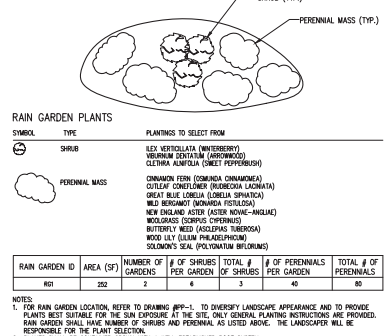 SHRUB (TYP.)
PERENNIAL MASS (TYP.)
RAIN GARDEN PLANTS
SYMBOL TYPE PLANTINGS TO SELECT FROM
SHRUB ILEX VERTICILLATA (WINTERBERRY)
VIBURNUM DENTATUM (ARROWWOOD)
CLETHRA ALNIFOLIA (SWEET PEPPERBUSH)
PERENNIAL MASS CINNAMON FERN (OSMUNDA CINNAMOMEA)
CUTLEAF CONEFLOWER (RUDBECKIA LACINIATA)
GREAT BLUE LOBELIA (LOBELIA SIPHATICA)
WILD BERGAMOT (MONARDA FISTULOSA)
NEW ENGLAND ASTER (ASTER NOVAE-ANGLIAE)
WOOLGRASS (SCIRPUS CYPERINUS)
BUTTERFLY WEED (ASCLEPIAS TUBEROSA)
WOOD LILY (LILIUM PHILADELPHICUM)
SOLOMON'S SEAL (POLYGONATUM BIFLORUMS)
RAIN GARDEN ID AREA (SF) NUMBER OF GARDENS # OF SHRUBS PER GARDEN TOTAL # OF SHRUBS # OF PERENNIALS PER GARDEN TOTAL # OF PERENNIALS
RG1 252 2 6 3 40 80
NOTES:
1. FOR RAIN GARDEN LOCATION, REFER TO DRAWING #PP-1. TO DIVERSIFY LANDSCAPE APPEARANCE AND TO PROVIDE
PLANTS BEST SUITABLE FOR THE SUN EXPOSURE AT THE SITE, ONLY GENERAL PLANTING INSTRUCTIONS ARE PROVIDED.
RAIN GARDEN SHALL HAVE NUMBER OF SHRUBS AND PERENNIAL AS LISTED ABOVE. THE LANDSCAPER WILL BE
RESPONSIBLE FOR THE PLANT SELECTION.